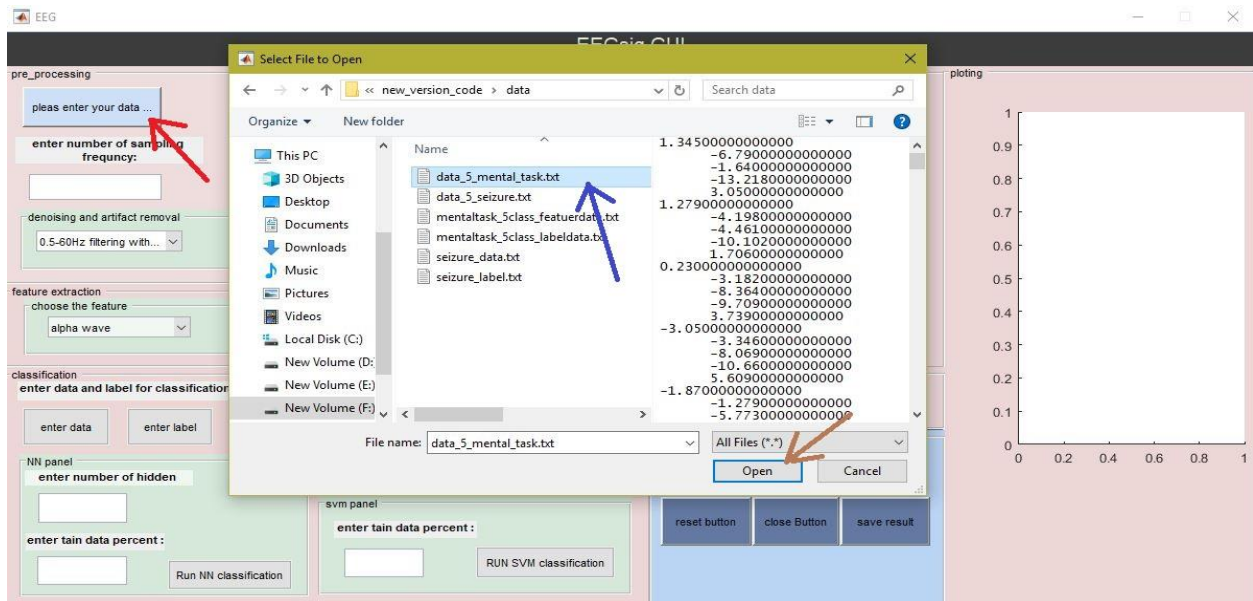 EEG
EEGsig GUI
pre_processing
pleas enter your data ...
enter number of sampling
frequncy:
denoising and artifact removal
0.5-60Hz filtering with...
feature extraction
choose the feature
alpha wave
classification
enter data and label for classification
enter data
enter label
NN panel
enter number of hidden
enter tain data percent :
Run NN classification
Select File to Open
« new_version_code > data
Search data
Organize
New folder
This PC
3D Objects
Desktop
Documents
Downloads
Music
Pictures
Videos
Local Disk (C:)
New Volume (D:
New Volume (E:)
New Volume (F:)
Name
data_5_mental_task.txt
data_5_seizure.txt
mentaltask_5class_featuerdata.txt
mentaltask_5class_labeldata.txt
seizure_data.txt
seizure_label.txt
1.34500000000000
-6.79000000000000
-1.64000000000000
-13.2180000000000
3.05000000000000
1.27900000000000
-4.19800000000000
-4.46100000000000
-10.1020000000000
1.70600000000000
0.230000000000000
-3.18200000000000
-8.36400000000000
-9.70900000000000
3.73900000000000
-3.05000000000000
-3.34600000000000
-8.06900000000000
-10.6600000000000
5.60900000000000
-1.87000000000000
-1.27900000000000
-5.77300000000000
File name:
data_5_mental_task.txt
All Files (*.*)
Open
Cancel
svm panel
enter tain data percent :
RUN SVM classification
reset button
close Button
save result
ploting
1
0.9
0.8
0.7
0.6
0.5
0.4
0.3
0.2
0.1
0
0 0.2 0.4 0.6 0.8 1